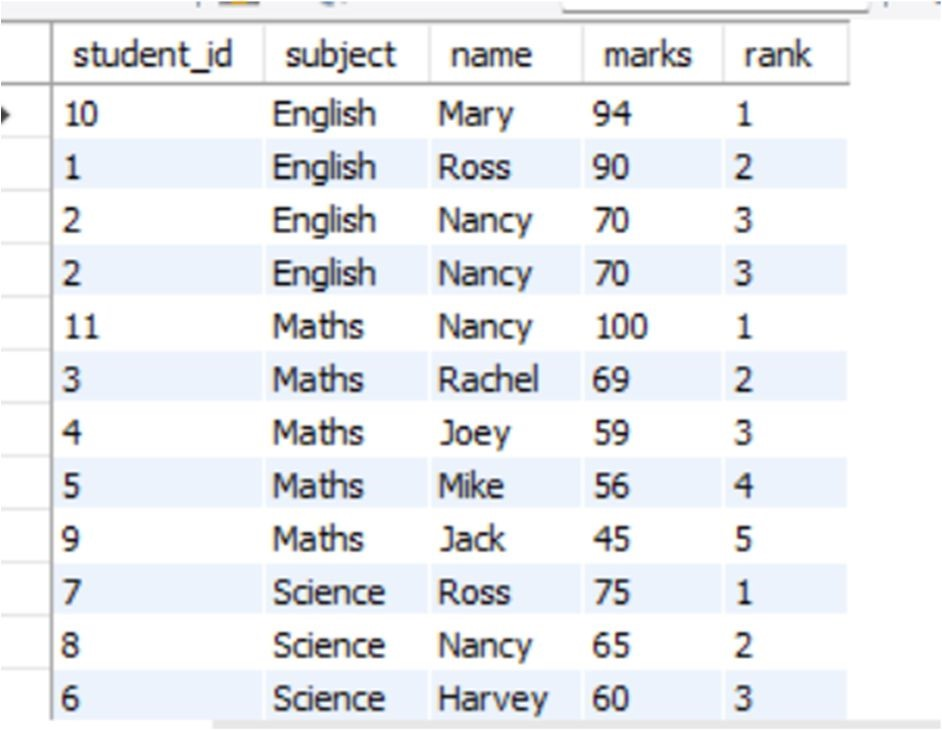 student_id subject name marks rank
10 English Mary 94 1
1 English Ross 90 2
2 English Nancy 70 3
2 English Nancy 70 3
11 Maths Nancy 100 1
3 Maths Rachel 69 2
4 Maths Joey 59 3
5 Maths Mike 56 4
9 Maths Jack 45 5
7 Science Ross 75 1
8 Science Nancy 65 2
6 Science Harvey 60 3